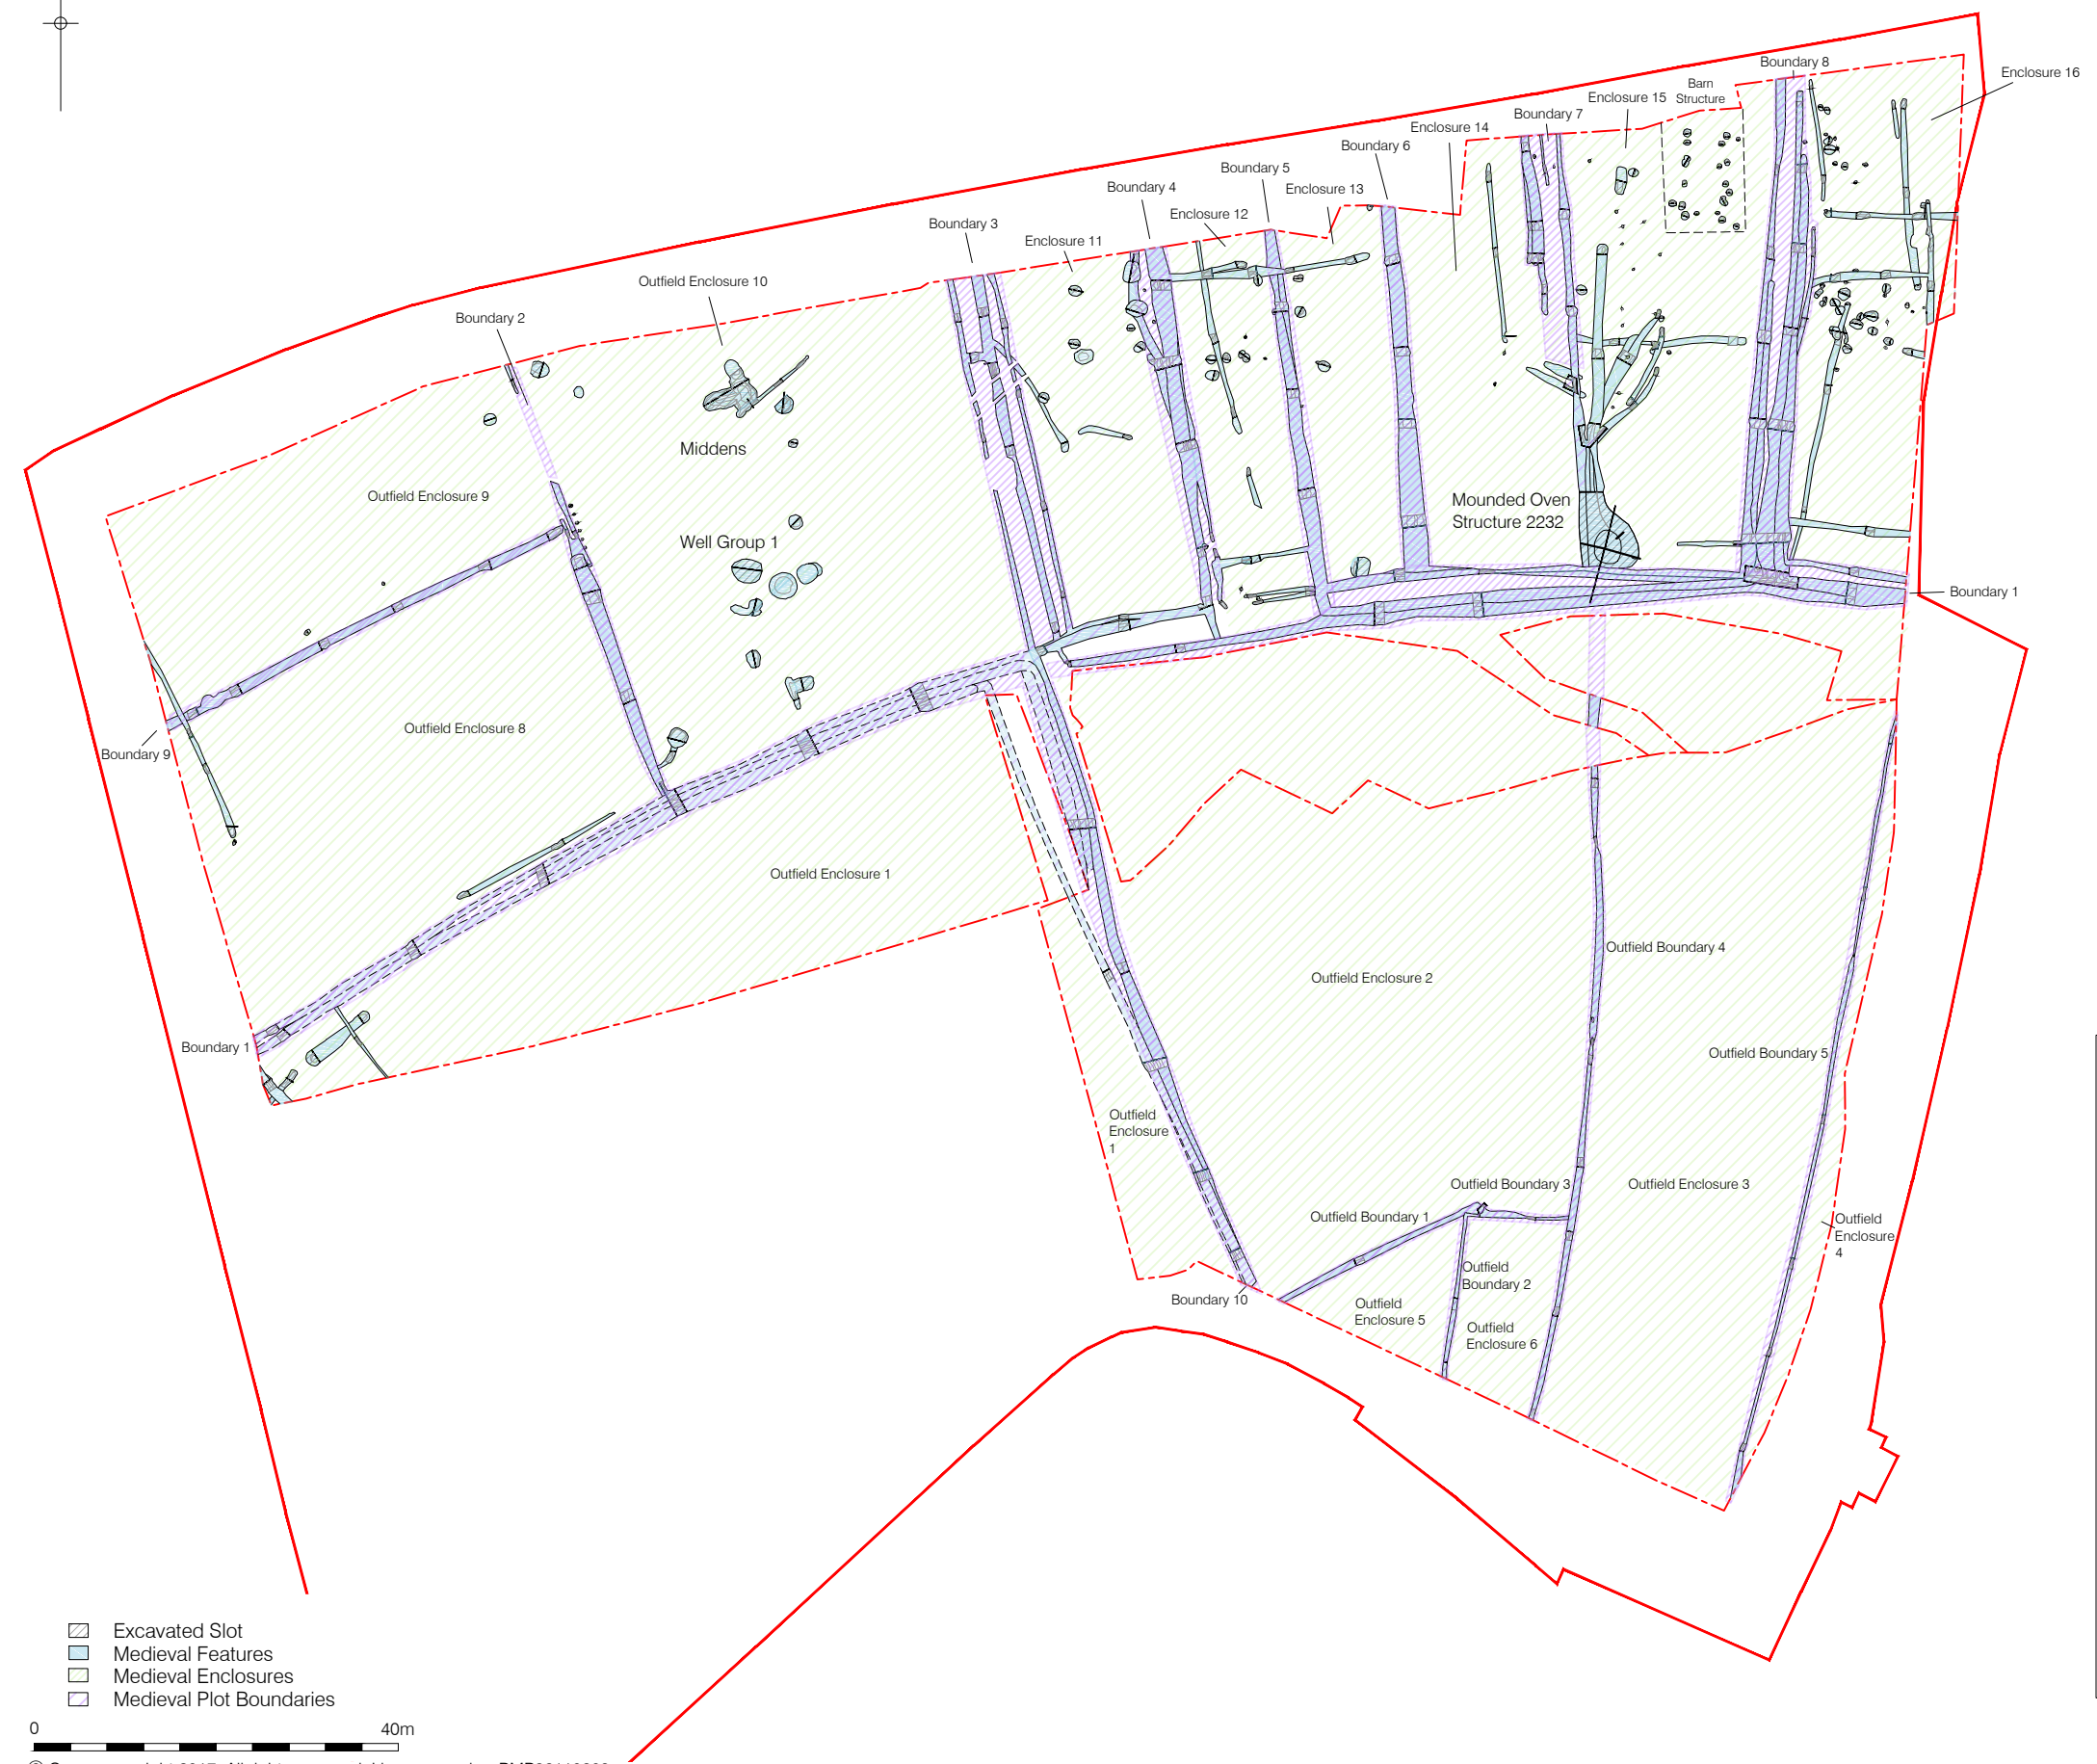 Boundary 8
Enclosure 16
Barn
Structure
Enclosure 15
Boundary 7
Enclosure 14
Boundary 6
Boundary 5
Enclosure 13
Boundary 4
Enclosure 12
Boundary 3
Enclosure 11
Outfield Enclosure 10
Boundary 2
Middens
Outfield Enclosure 9
Mounded Oven
Structure 2232
Well Group 1
Boundary 1
Outfield Enclosure 8
Boundary 9
Outfield Enclosure 1
Outfield Boundary 4
Outfield Enclosure 2
Boundary 1
Outfield Boundary 5
Outfield
Enclosure
1
Outfield Boundary 3
Outfield Enclosure 3
Outfield Boundary 1
Outfield
Enclosure
4
Outfield
Boundary 2
Boundary 10
Outfield
Enclosure 5
Outfield
Enclosure 6
Excavated Slot
Medieval Features
Medieval Enclosures
Medieval Plot Boundaries
0 40m